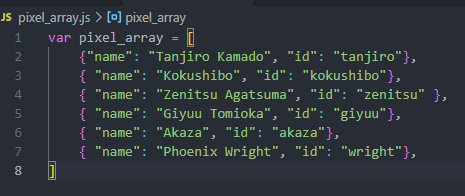 JS pixel_array.js > pixel_array
1 var pixel_array = [
2 {"name": "Tanjiro Kamado", "id": "tanjiro"},
3 { "name": "Kokushibo", "id": "kokushibo"},
4 { "name": "Zenitsu Agatsuma", "id": "zenitsu" },
5 { "name": "Giyuu Tomioka", "id": "giyuu"},
6 { "name": "Akaza", "id": "akaza"},
7 { "name": "Phoenix Wright", "id": "wright"},
8 ]